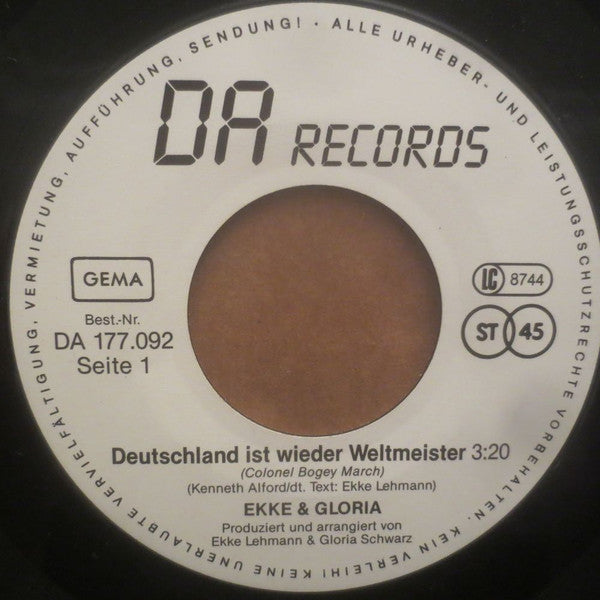 ALLE URHEBER- UND LEISTUNGSSCHUTZRECHTE VORBEHALTEN. KEIN VERLEIH! KEINE UNERLAUBTE VERVIELFÄLTIGUNG, VERMIETUNG, AUFFÜHRUNG, SENDUNG! ·
DA RECORDS
GEMA
LC 8744
Best.-Nr.
DA 177.092
Seite 1
ST 45
Deutschland ist wieder Weltmeister 3:20
(Colonel Bogey March)
(Kenneth Alford/dt. Text: Ekke Lehmann)
EKKE & GLORIA
Produziert und arrangiert von
Ekke Lehmann & Gloria Schwarz